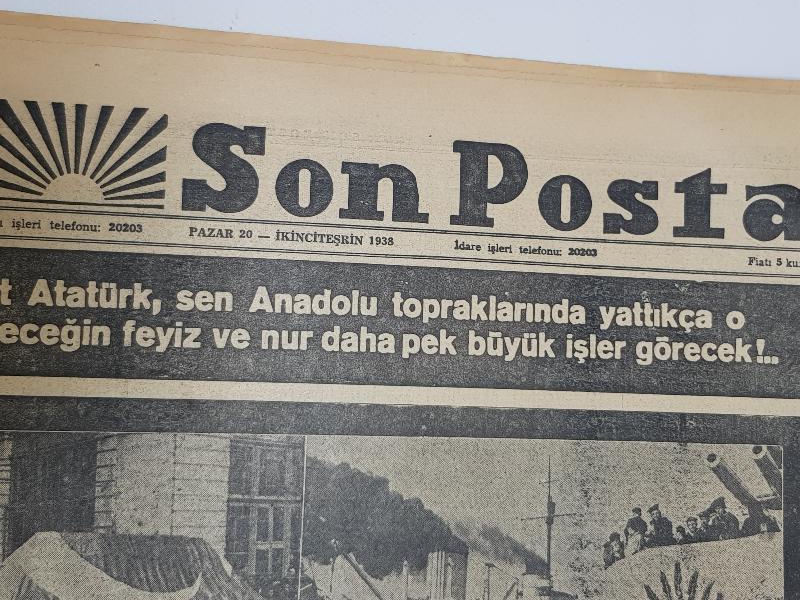 Son Posta
işleri telefonu: 20203
PAZAR 20 — İKİNCİTEŞRİN 1938
İdare işleri telefonu: 20203
Fiatı 5 ku
t Atatürk, sen Anadolu topraklarında yattıkça o
eceğin feyiz ve nur daha pek büyük işler görecek!..